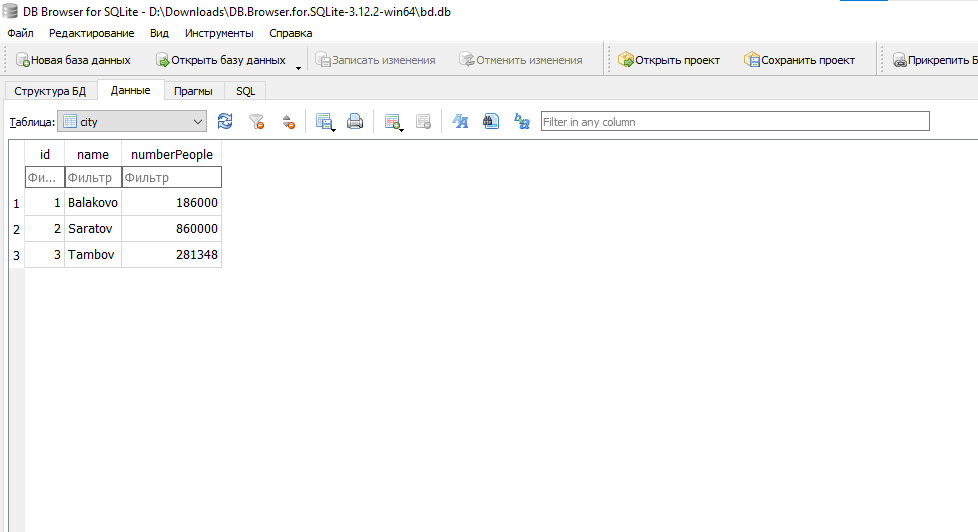 DB Browser for SQLite - D:\Downloads\DB.Browser.for.SQLite-3.12.2-win64\bd.db
Файл Редактирование Вид Инструменты Справка
Новая база данных Открыть базу данных Записать изменения Отменить изменения Открыть проект Сохранить проект Прикрепить Б
Структура БД Данные Прагмы SQL
Таблица: city Filter in any column
id name numberPeople
Фи... Фильтр Фильтр
1 1 Balakovo 186000
2 2 Saratov 860000
3 3 Tambov 281348